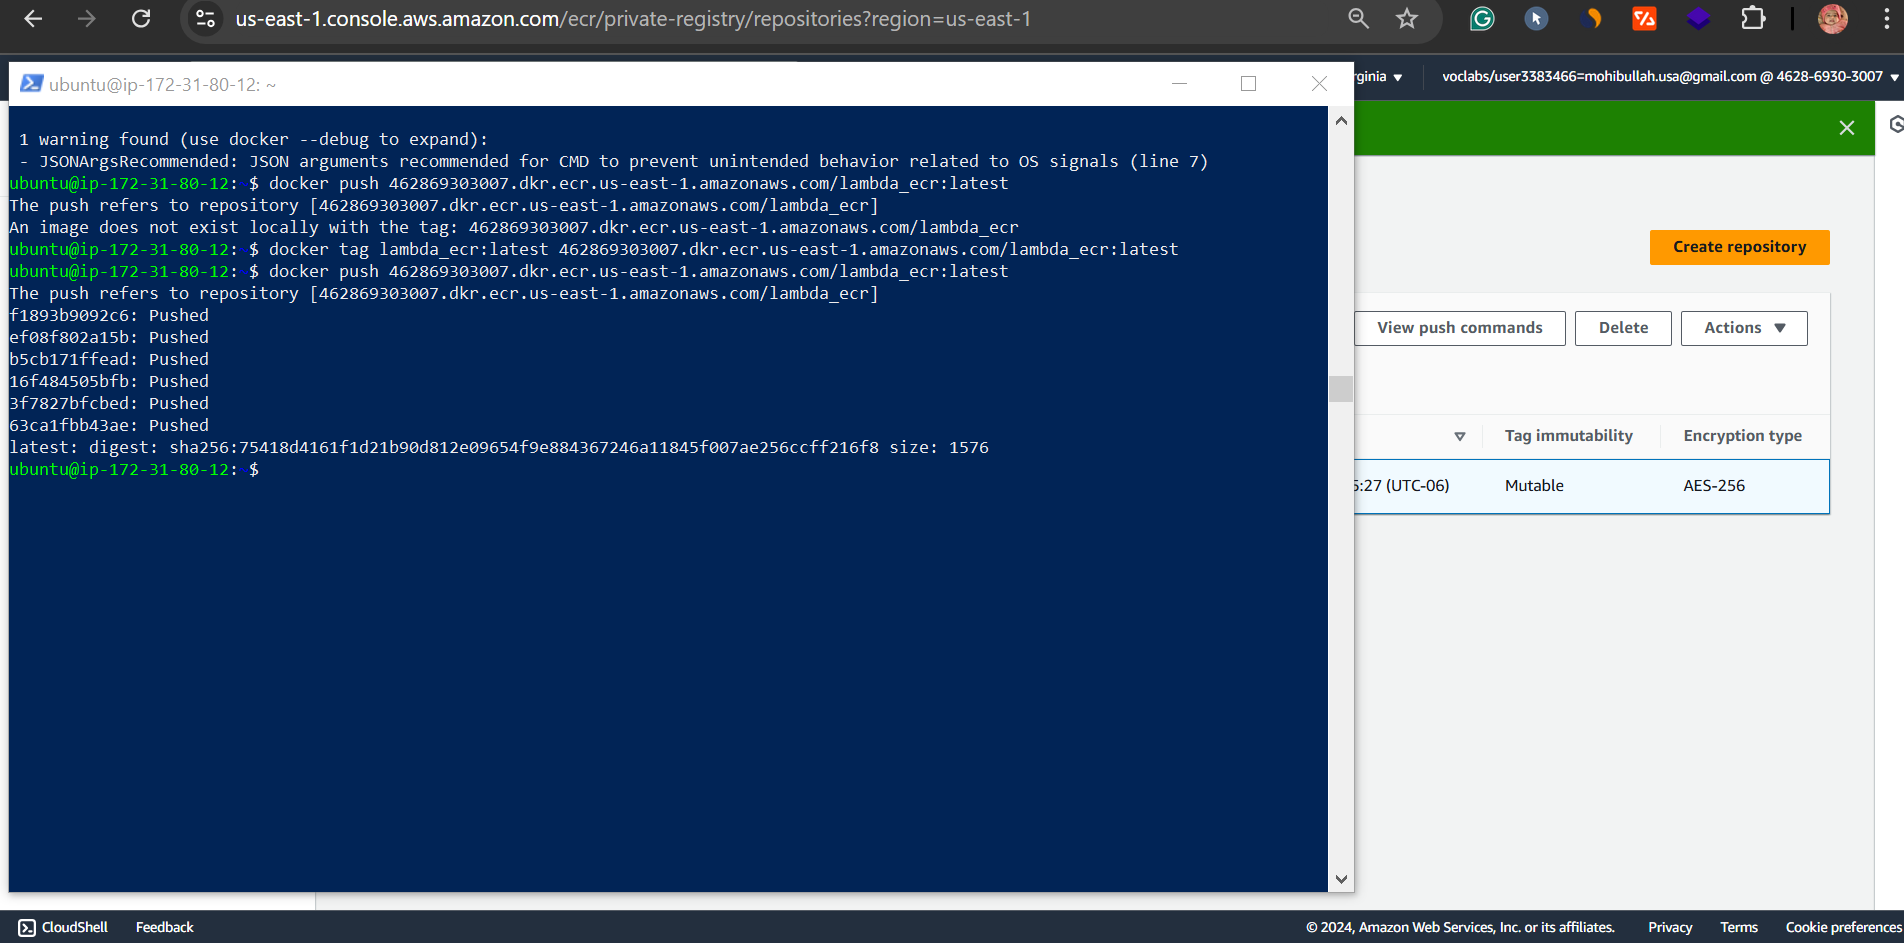 us-east-1.console.aws.amazon.com/ecr/private-registry/repositories?region=us-east-1
rginia
voclabs/user3383466=mohibullah.usa@gmail.com @ 4628-6930-3007
ubuntu@ip-172-31-80-12: ~
1 warning found (use docker --debug to expand):
- JSONArgsRecommended: JSON arguments recommended for CMD to prevent unintended behavior related to OS signals (line 7)
ubuntu@ip-172-31-80-12:~$ docker push 462869303007.dkr.ecr.us-east-1.amazonaws.com/lambda_ecr:latest
The push refers to repository [462869303007.dkr.ecr.us-east-1.amazonaws.com/lambda_ecr]
An image does not exist locally with the tag: 462869303007.dkr.ecr.us-east-1.amazonaws.com/lambda_ecr
ubuntu@ip-172-31-80-12:~$ docker tag lambda_ecr:latest 462869303007.dkr.ecr.us-east-1.amazonaws.com/lambda_ecr:latest
ubuntu@ip-172-31-80-12:~$ docker push 462869303007.dkr.ecr.us-east-1.amazonaws.com/lambda_ecr:latest
The push refers to repository [462869303007.dkr.ecr.us-east-1.amazonaws.com/lambda_ecr]
f1893b9092c6: Pushed
ef08f802a15b: Pushed
b5cb171ffead: Pushed
16f484505bfb: Pushed
3f7827bfcbed: Pushed
63ca1fbb43ae: Pushed
latest: digest: sha256:75418d4161f1d21b90d812e09654f9e884367246a11845f007ae256ccff216f8 size: 1576
ubuntu@ip-172-31-80-12:~$
Create repository
View push commands
Delete
Actions
Tag immutability
Encryption type
5:27 (UTC-06)
Mutable
AES-256
CloudShell
Feedback
© 2024, Amazon Web Services, Inc. or its affiliates.
Privacy
Terms
Cookie preferences